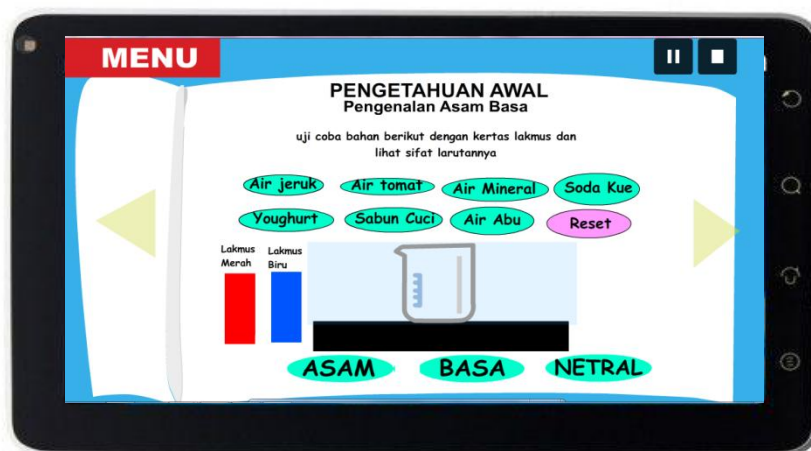 MENU
PENGETAHUAN AWAL
Pengenalan Asam Basa
uji coba bahan berikut dengan kertas lakmus dan
lihat sifat larutannya
Air jeruk Air tomat Air Mineral Soda Kue
Youghurt Sabun Cuci Air Abu Reset
Lakmus Merah
Lakmus Biru
ASAM BASA NETRAL